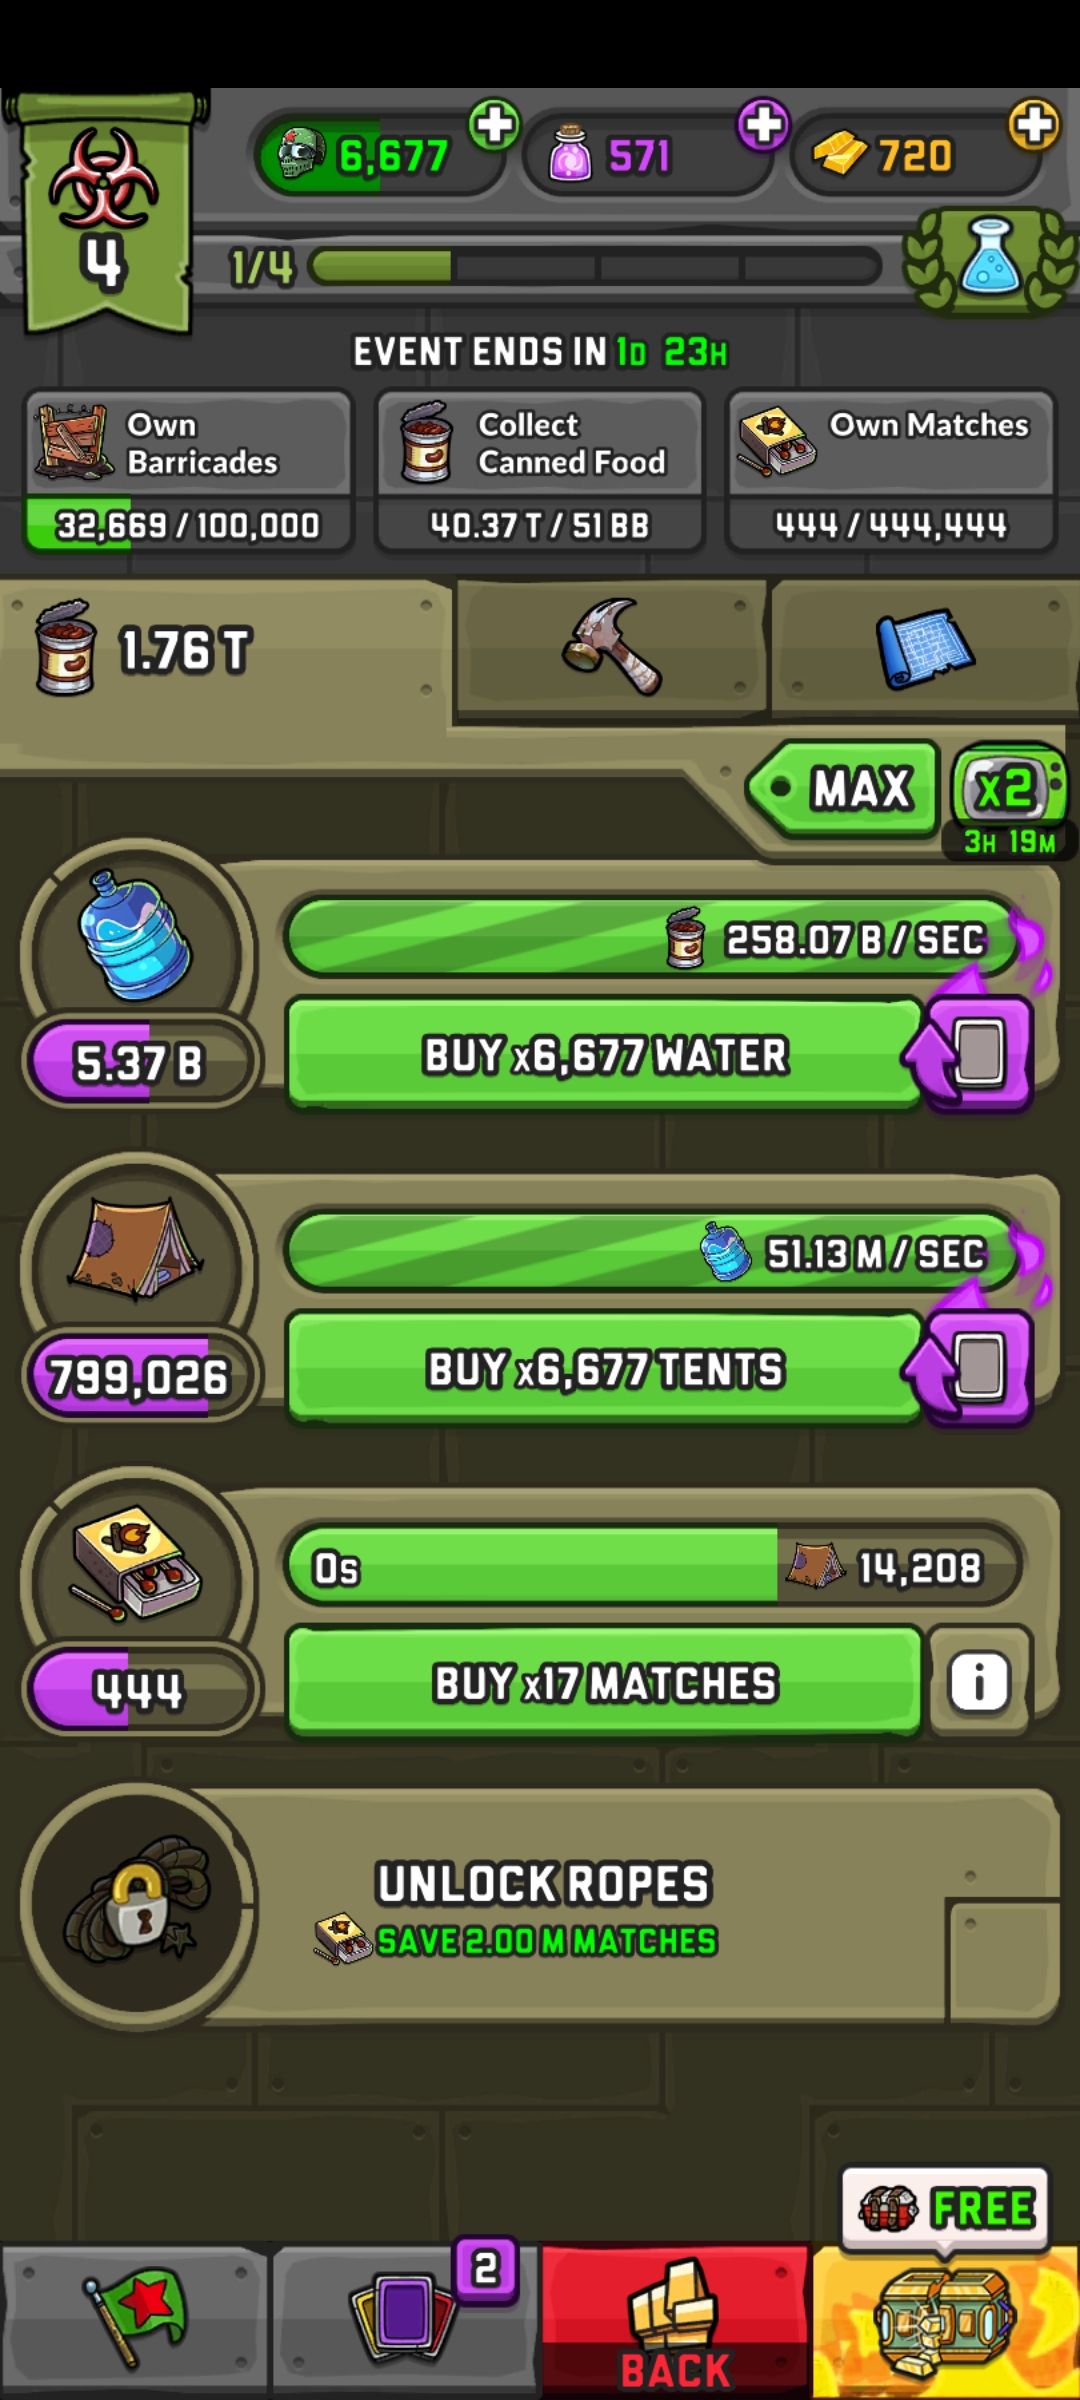 4
6,677
571
720
1/4
EVENT ENDS IN 1D 23H
Own
Barricades
32,669 / 100,000
Collect
Canned Food
40.37 T / 51 BB
Own Matches
444 / 444,444
1.76 T
MAX
x2
3H 19M
258.07 B / SEC
5.37 B
BUY x6,677 WATER
51.13 M / SEC
799,026
BUY x6,677 TENTS
0s
14,208
444
BUY x17 MATCHES
i
UNLOCK ROPES
SAVE 2.00 M MATCHES
FREE
2
BACK